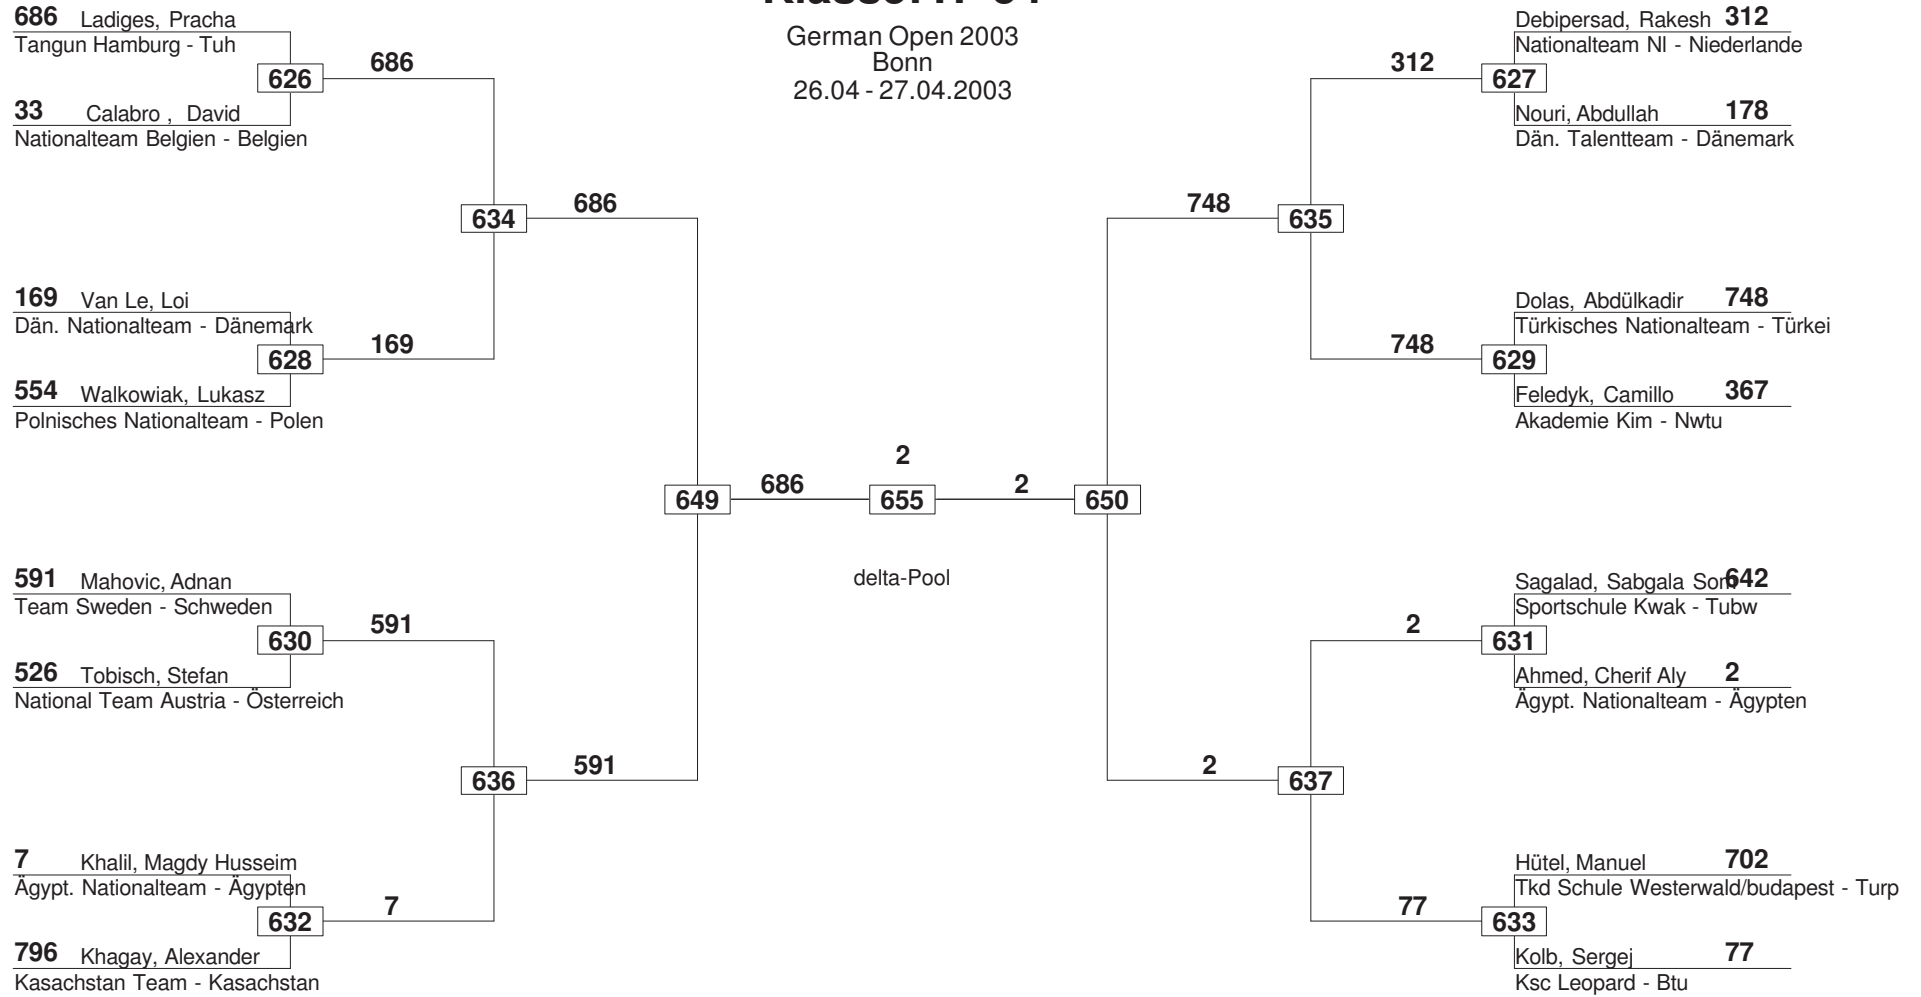 German Open 2003
Bonn
26.04 - 27.04.2003
686 Ladiges, Pracha
Tangun Hamburg - Tuh
626
686
33 Calabro , David
Nationalteam Belgien - Belgien
634
686
169 Van Le, Loi
Dän. Nationalteam - Dänemark
628
169
554 Walkowiak, Lukasz
Polnisches Nationalteam - Polen
649
686
591 Mahovic, Adnan
Team Sweden - Schweden
630
591
526 Tobisch, Stefan
National Team Austria - Österreich
636
591
7 Khalil, Magdy Husseim
Ägypt. Nationalteam - Ägypten
632
7
796 Khagay, Alexander
Kasachstan Team - Kasachstan
2
655
delta-Pool
2
650
Debipersad, Rakesh 312
Nationalteam Nl - Niederlande
312
627
Nouri, Abdullah 178
Dän. Talentteam - Dänemark
748
635
Dolas, Abdülkadir 748
Türkisches Nationalteam - Türkei
748
629
Feledyk, Camillo 367
Akademie Kim - Nwtu
Sagalad, Sabgala Som 642
Sportschule Kwak - Tubw
2
631
Ahmed, Cherif Aly 2
Ägypt. Nationalteam - Ägypten
2
637
Hütel, Manuel 702
Tkd Schule Westerwald/budapest - Turp
77
633
Kolb, Sergej 77
Ksc Leopard - Btu